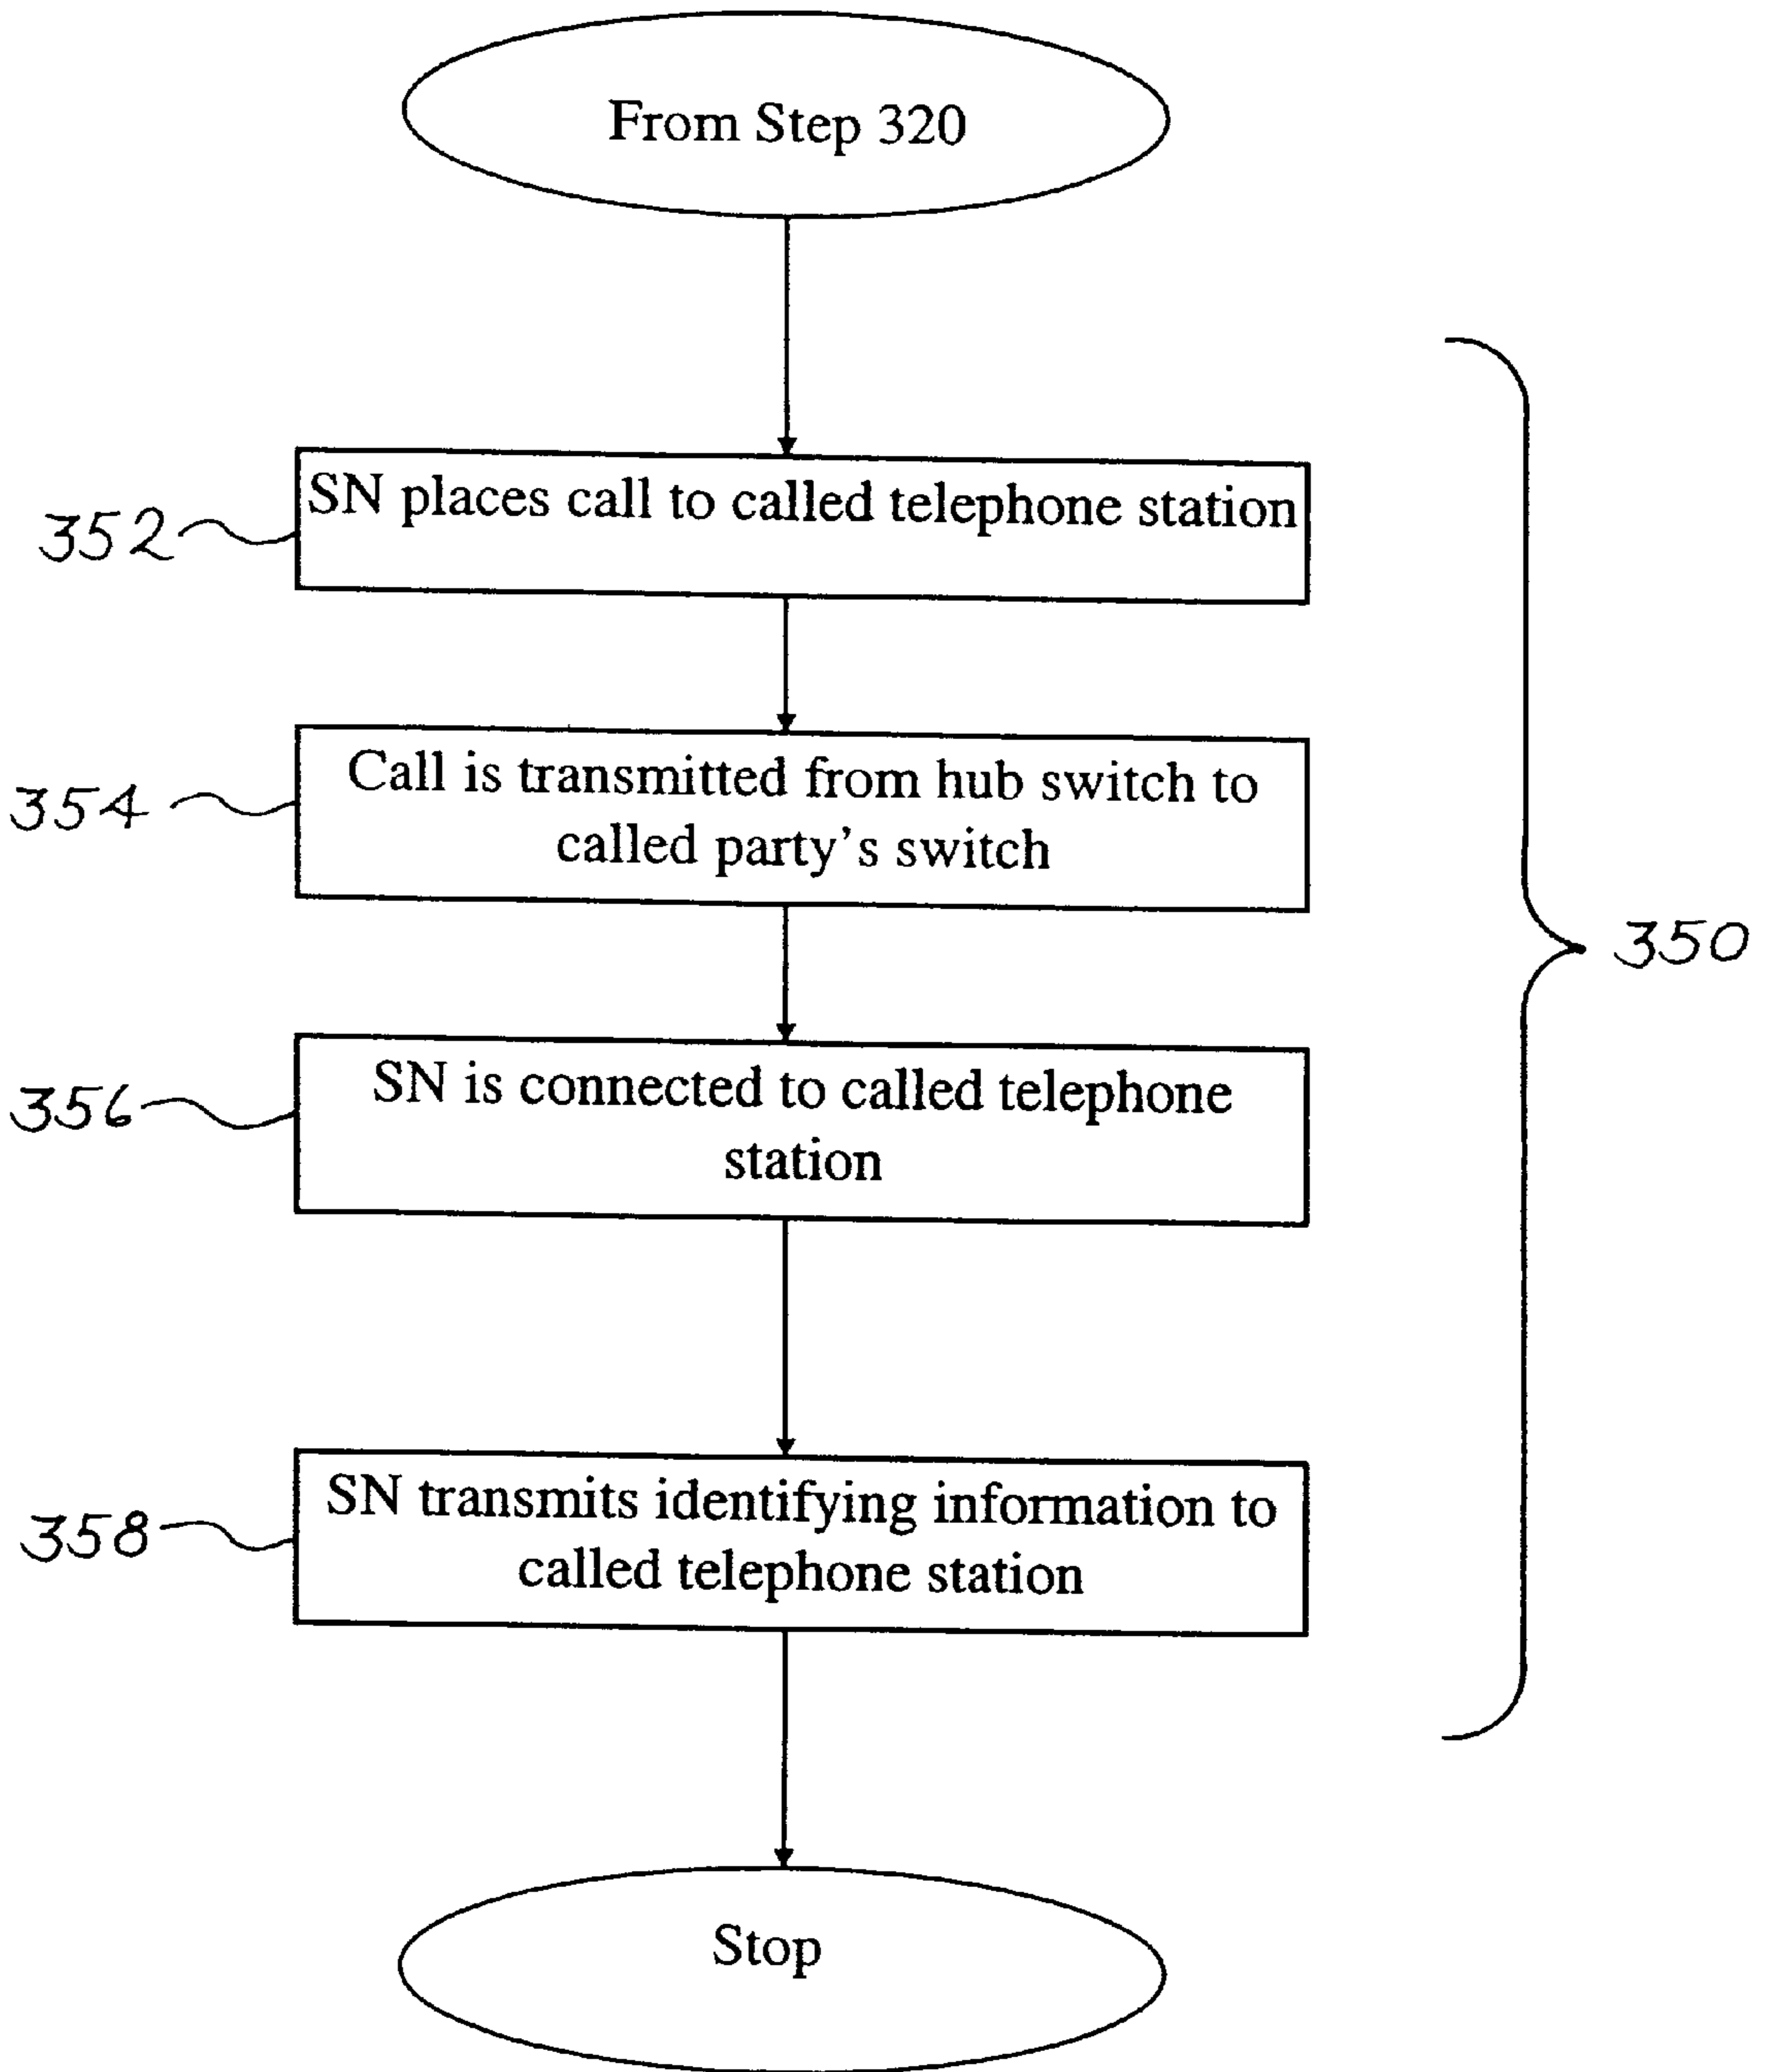 From Step 320
SN places call to called telephone station
352
Call is transmitted from hub switch to
called party's switch
354
350
SN is connected to called telephone
station
356
SN transmits identifying information to
called telephone station
358
Stop